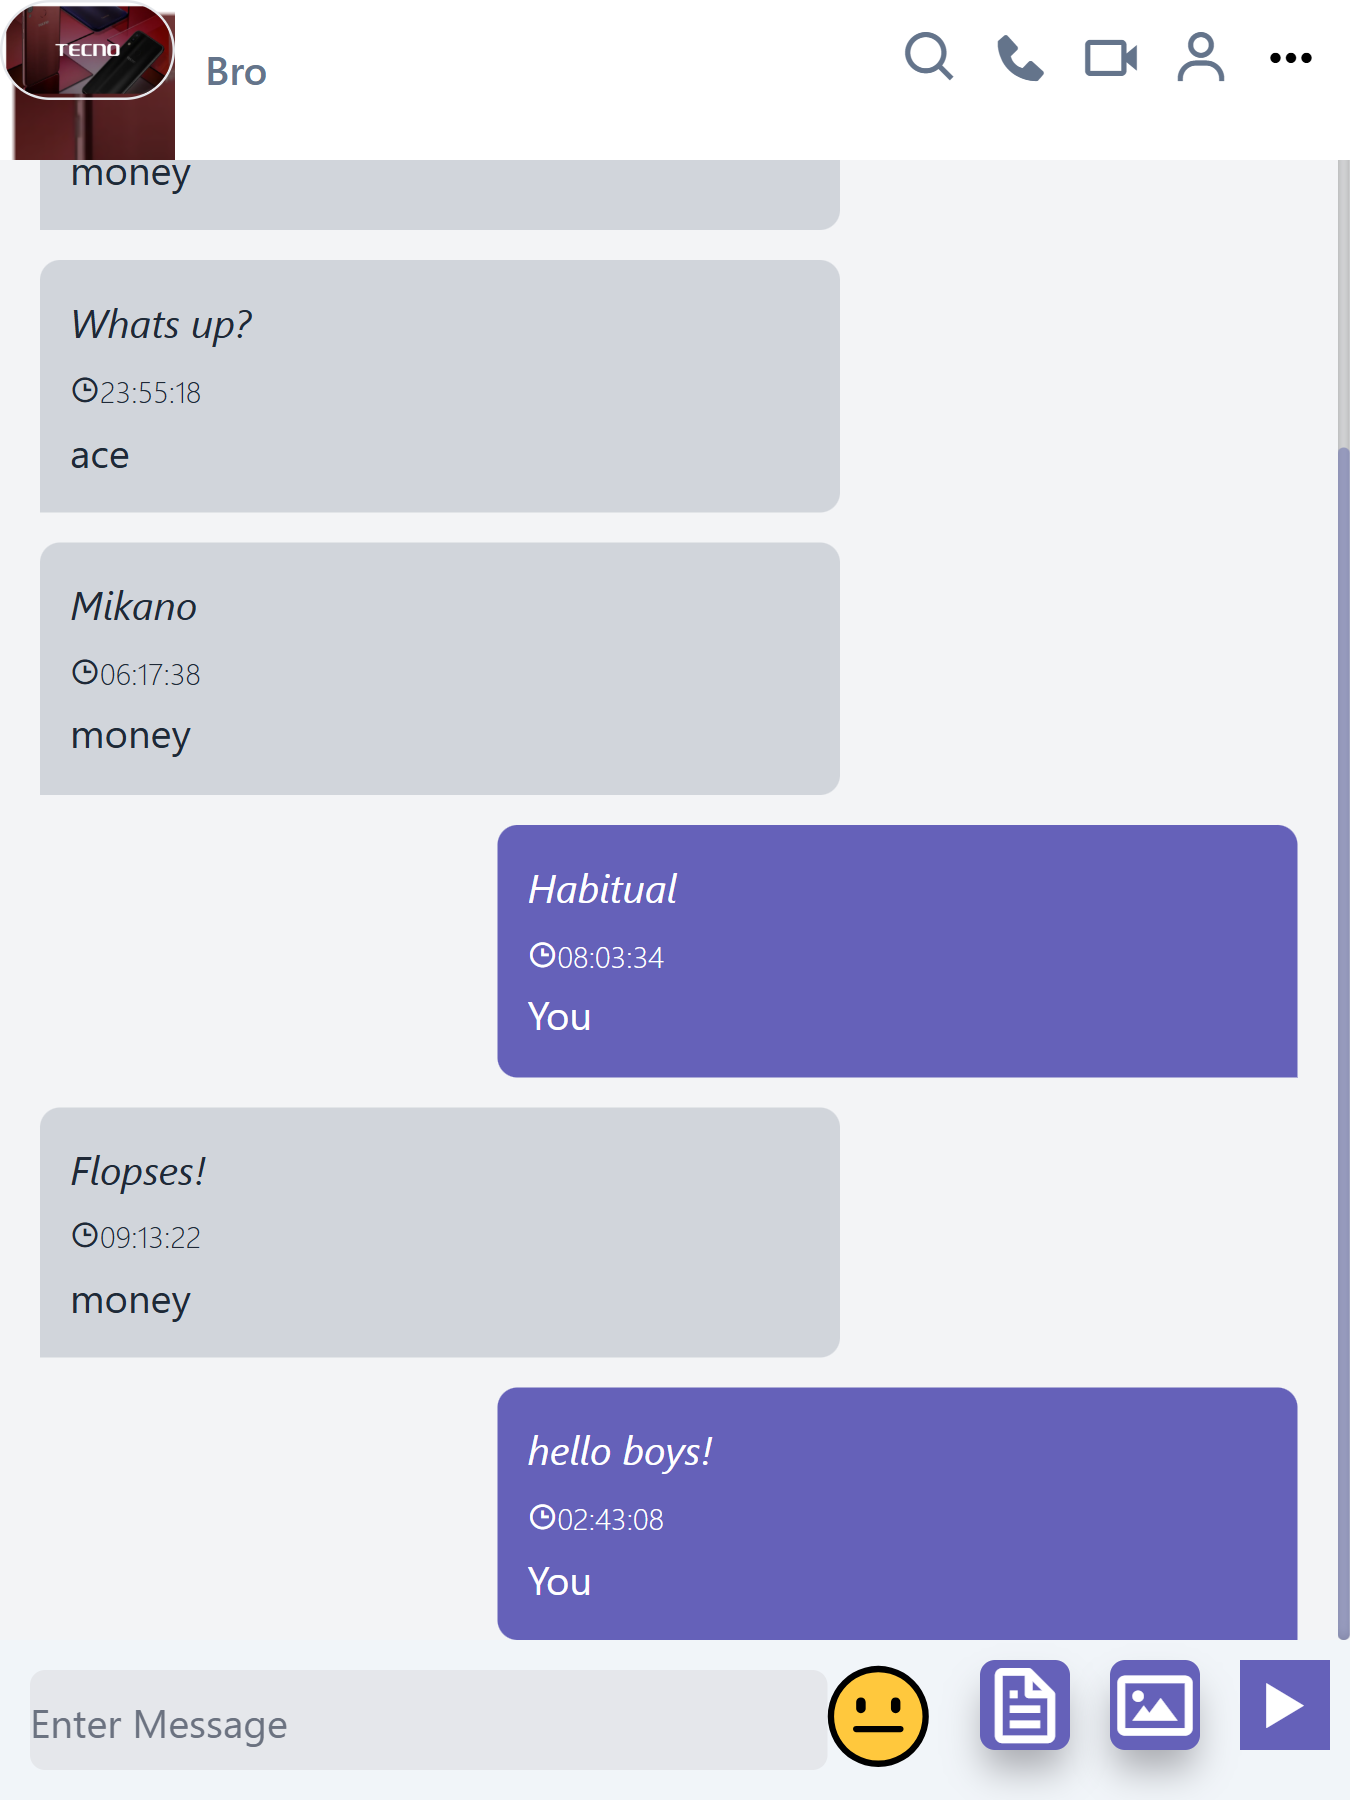 TECNO
Bro
money
Whats up?
23:55:18
ace
Mikano
06:17:38
money
Habitual
08:03:34
You
Flopses!
09:13:22
money
hello boys!
02:43:08
You
Enter Message